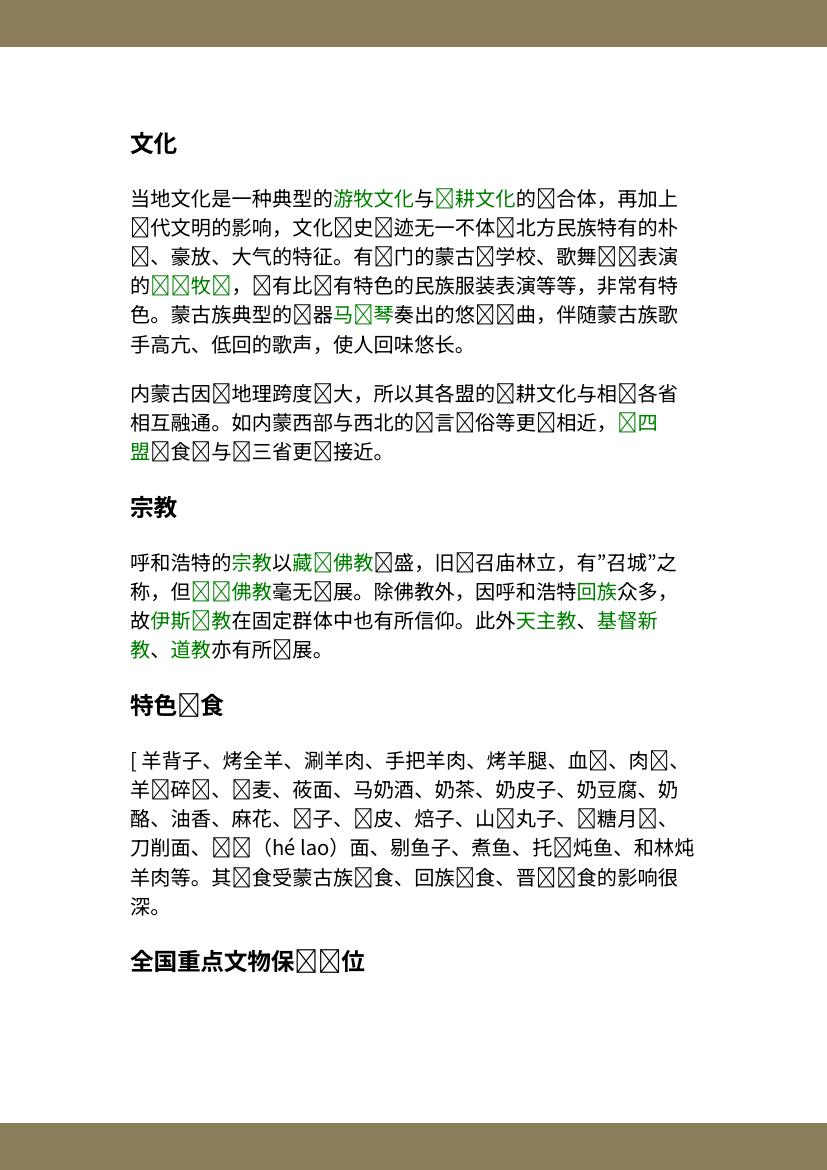 文化
当地文化是一种典型的游牧文化与耕文化的合体，再加上
代文明的影响，文化史迹无一不体北方民族特有的朴
、豪放、大气的特征。有门的蒙古学校、歌舞表演
的牧，有比有特色的民族服装表演等等，非常有特
色。蒙古族典型的器马琴奏出的悠曲，伴随蒙古族歌
手高亢、低回的歌声，使人回味悠长。
内蒙古因地理跨度大，所以其各盟的耕文化与相各省
相互融通。如内蒙西部与西北的言俗等更相近，四
盟食与三省更接近。
宗教
呼和浩特的宗教以藏佛教盛，旧召庙林立，有”召城”之
称，但佛教毫无展。除佛教外，因呼和浩特回族众多，
故伊斯教在固定群体中也有所信仰。此外天主教、基督新
教、道教亦有所展。
特色食
[ 羊背子、烤全羊、涮羊肉、手把羊肉、烤羊腿、血、肉、
羊碎、麦、莜面、马奶酒、奶茶、奶皮子、奶豆腐、奶
酪、油香、麻花、子、皮、焙子、山丸子、糖月、
刀削面、（hé lao）面、剔鱼子、煮鱼、托炖鱼、和林炖
羊肉等。其食受蒙古族食、回族食、晋食的影响很
深。
全国重点文物保位